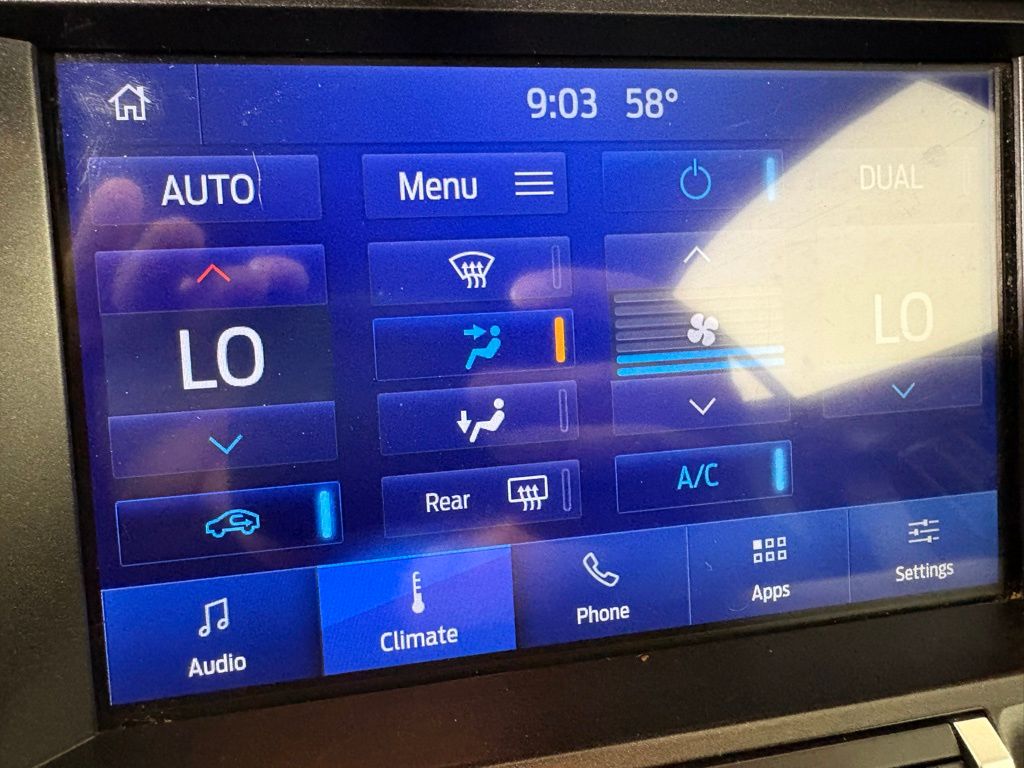 9:03 58°
AUTO
Menu
DUAL
LO
LO
A/C
Rear
Audio
Climate
Phone
Apps
Settings